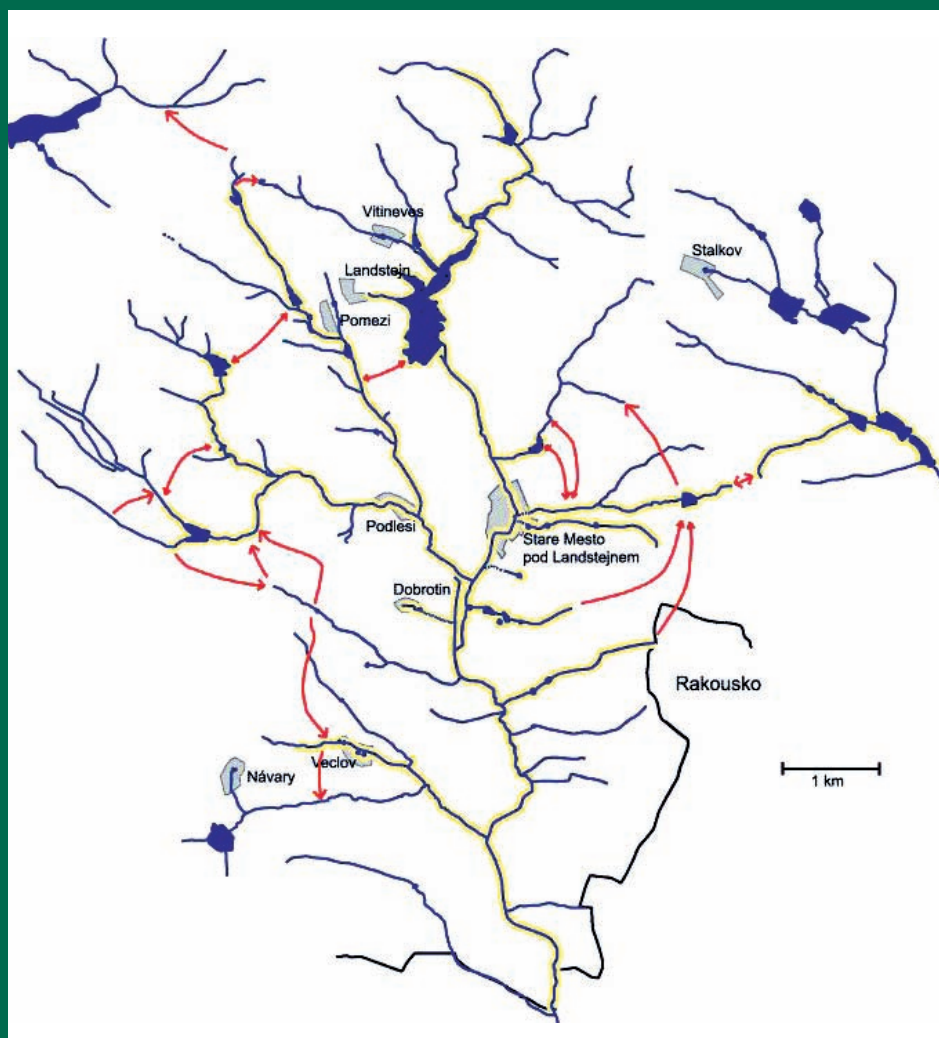 Vitineves
Stalkov
Landstejn
Pomezi
Podlesi
Stare Mesto
pod Landstejnem
Dobrotin
Rakousko
Veclov
Návary
1 km